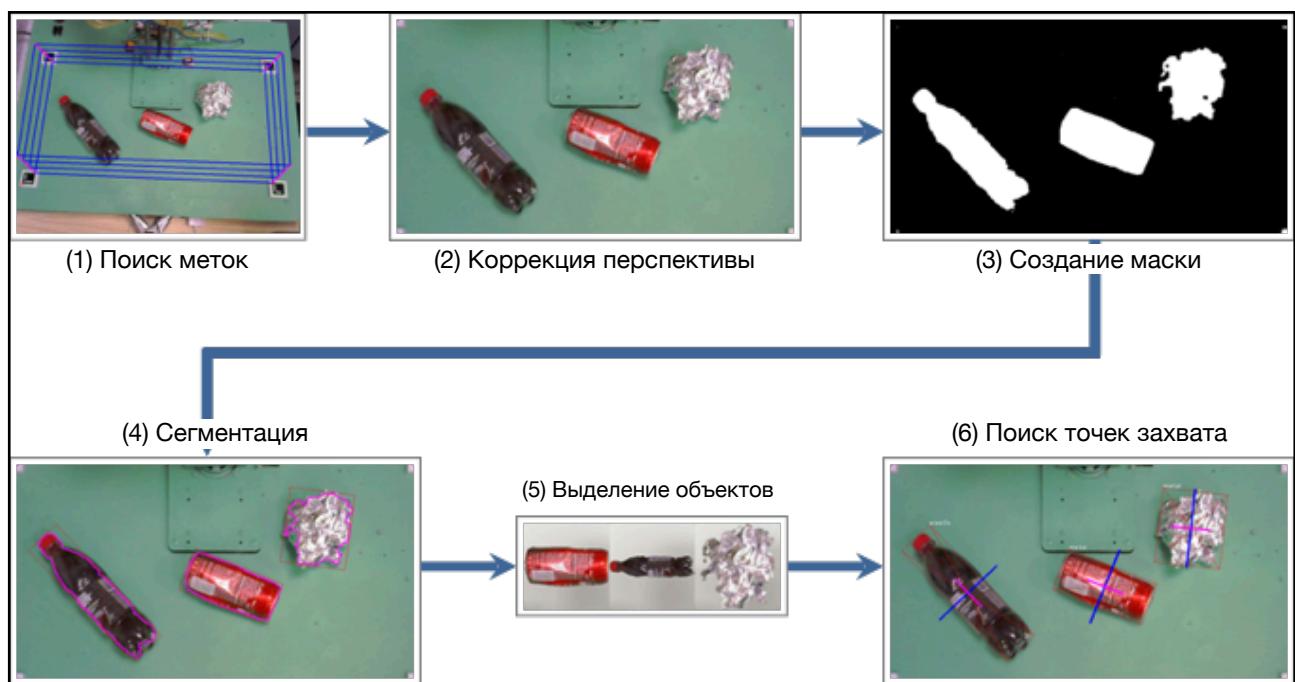 (1) Поиск меток
(2) Коррекция перспективы
(3) Создание маски
(4) Сегментация
(5) Выделение объектов
(6) Поиск точек захвата